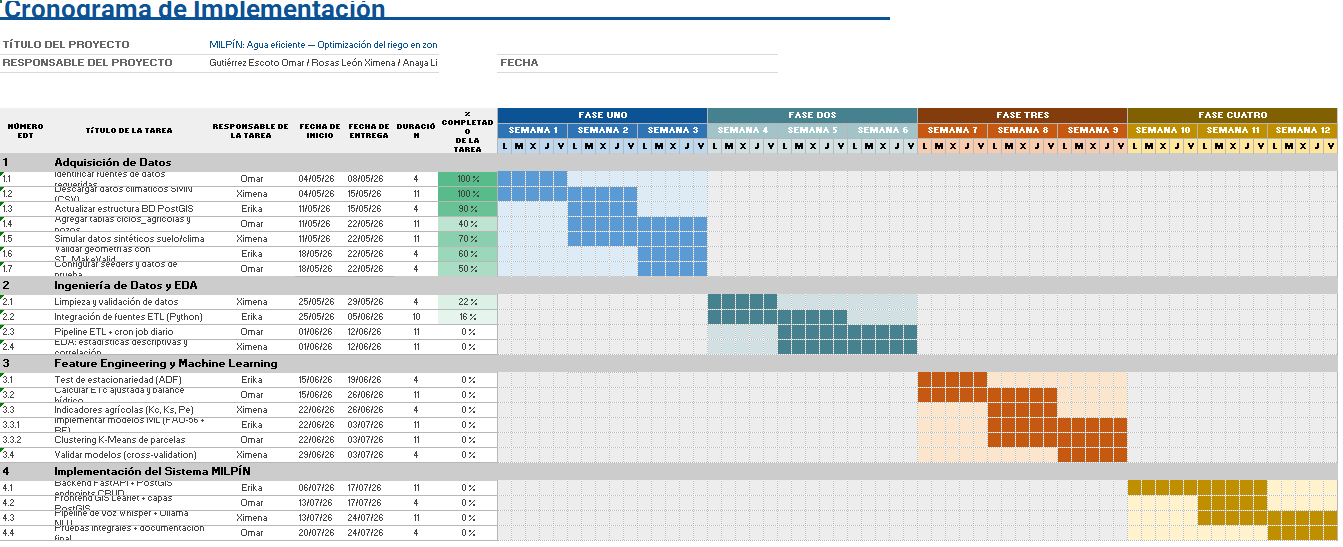 Cronograma de Implementación
TÍTULO DEL PROYECTO MILPÍN: Agua eficiente — Optimización del riego en zon
RESPONSABLE DEL PROYECTO Gutiérrez Escoto Omar / Rosas León Ximena / Anaya Li FECHA
NÚMERO EDT TÍTULO DE LA TAREA RESPONSABLE DE LA TAREA FECHA DE INICIO FECHA DE ENTREGA DURACIÓ N % COMPLETAD O DE LA TAREA
FASE UNO FASE DOS FASE TRES FASE CUATRO
SEMANA 1 SEMANA 2 SEMANA 3 SEMANA 4 SEMANA 5 SEMANA 6 SEMANA 7 SEMANA 8 SEMANA 9 SEMANA 10 SEMANA 11 SEMANA 12
L M X J V L M X J V L M X J V L M X J V L M X J V L M X J V L M X J V L M X J V L M X J V L M X J V L M X J V L M X J V
1 Adquisición de Datos
1.1 Identificar fuentes de datos requeridas Omar 04/05/26 08/05/26 4 100 %
1.2 Descargar datos climáticos SMN (CSV) Ximena 04/05/26 15/05/26 11 100 %
1.3 Actualizar estructura BD PostGIS Erika 11/05/26 15/05/26 4 90 %
1.4 Agregar tablas ciclos_agricolas y pozos Omar 11/05/26 22/05/26 11 40 %
1.5 Simular datos sintéticos suelo/clima Ximena 11/05/26 22/05/26 11 70 %
1.6 Validar geometrías con ST_MakeValid Erika 18/05/26 22/05/26 4 60 %
1.7 Configurar seeders y datos de prueba Omar 18/05/26 22/05/26 4 50 %
2 Ingeniería de Datos y EDA
2.1 Limpieza y validación de datos Ximena 25/05/26 29/05/26 4 22 %
2.2 Integración de fuentes ETL (Python) Erika 25/05/26 05/06/26 10 16 %
2.3 Pipeline ETL + cron job diario Omar 01/06/26 12/06/26 11 0 %
2.4 EDA: estadísticas descriptivas y correlación Ximena 01/06/26 12/06/26 11 0 %
3 Feature Engineering y Machine Learning
3.1 Test de estacionariedad (ADF) Erika 15/06/26 19/06/26 4 0 %
3.2 Calcular ETc ajustada y balance hídrico Omar 15/06/26 26/06/26 11 0 %
3.3 Indicadores agrícolas (Kc, Ks, Pe) Ximena 22/06/26 26/06/26 4 0 %
3.3.1 Implementar modelos ML (FAO-56 + RF) Erika 22/06/26 03/07/26 11 0 %
3.3.2 Clustering K-Means de parcelas Omar 22/06/26 03/07/26 11 0 %
3.4 Validar modelos (cross-validation) Ximena 29/06/26 03/07/26 4 0 %
4 Implementación del Sistema MILPÍN
4.1 Backend FastAPI + PostGIS endpoints CRUD Erika 06/07/26 17/07/26 11 0 %
4.2 Frontend GIS Leaflet + capas PostGIS Omar 13/07/26 17/07/26 4 0 %
4.3 Pipeline de voz Whisper + Ollama NLU Ximena 13/07/26 24/07/26 11 0 %
4.4 Pruebas integrales + documentación final Omar 20/07/26 24/07/26 4 0 %